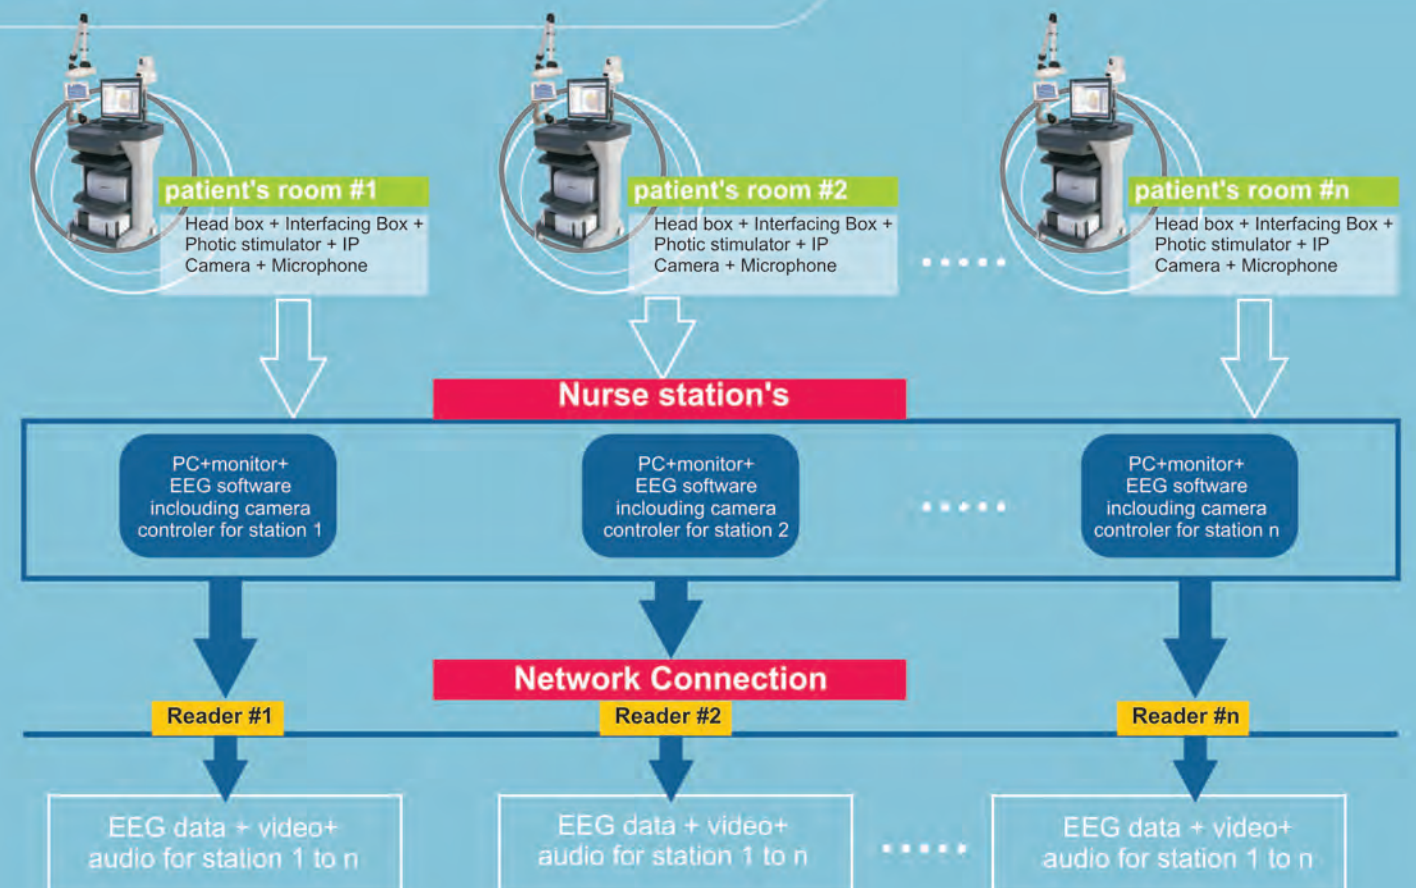 patient's room #1
Head box + Interfacing Box +
Photic stimulator + IP
Camera + Microphone
patient's room #2
Head box + Interfacing Box +
Photic stimulator + IP
Camera + Microphone
patient's room #n
Head box + Interfacing Box +
Photic stimulator + IP
Camera + Microphone
Nurse station's
PC+monitor+
EEG software
inclouding camera
controler for station 1
PC+monitor+
EEG software
inclouding camera
controler for station 2
PC+monitor+
EEG software
inclouding camera
controler for station n
Network Connection
Reader #1
Reader #2
Reader #n
EEG data + video+
audio for station 1 to n
EEG data + video+
audio for station 1 to n
EEG data + video+
audio for station 1 to n